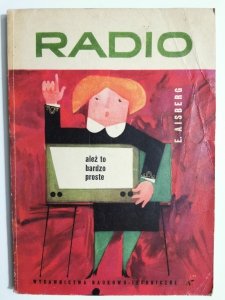 RADIO
E. AISBERG
ależ to
bardzo
proste
WYDAWNICTWA NAUKOWO-TECHNICZNE